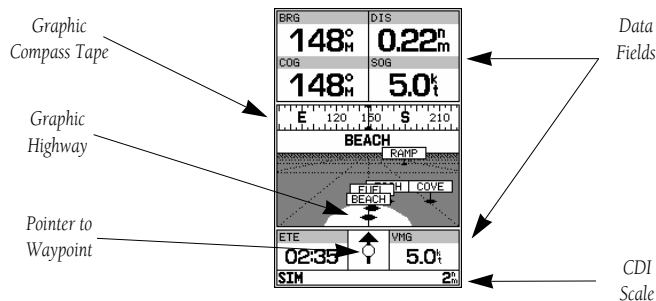 Graphic
Compass Tape
Graphic
Highway
Pointer to
Waypoint
BRG DIS
148°M 0.22nm
COG SOG
148°M 5.0kt
E 120 150 S 210
BEACH
RAMP
COVE
FUEL
BEACH
ETE VMG
02:35 5.0kt
SIM 2nm
Data
Fields
CDI
Scale